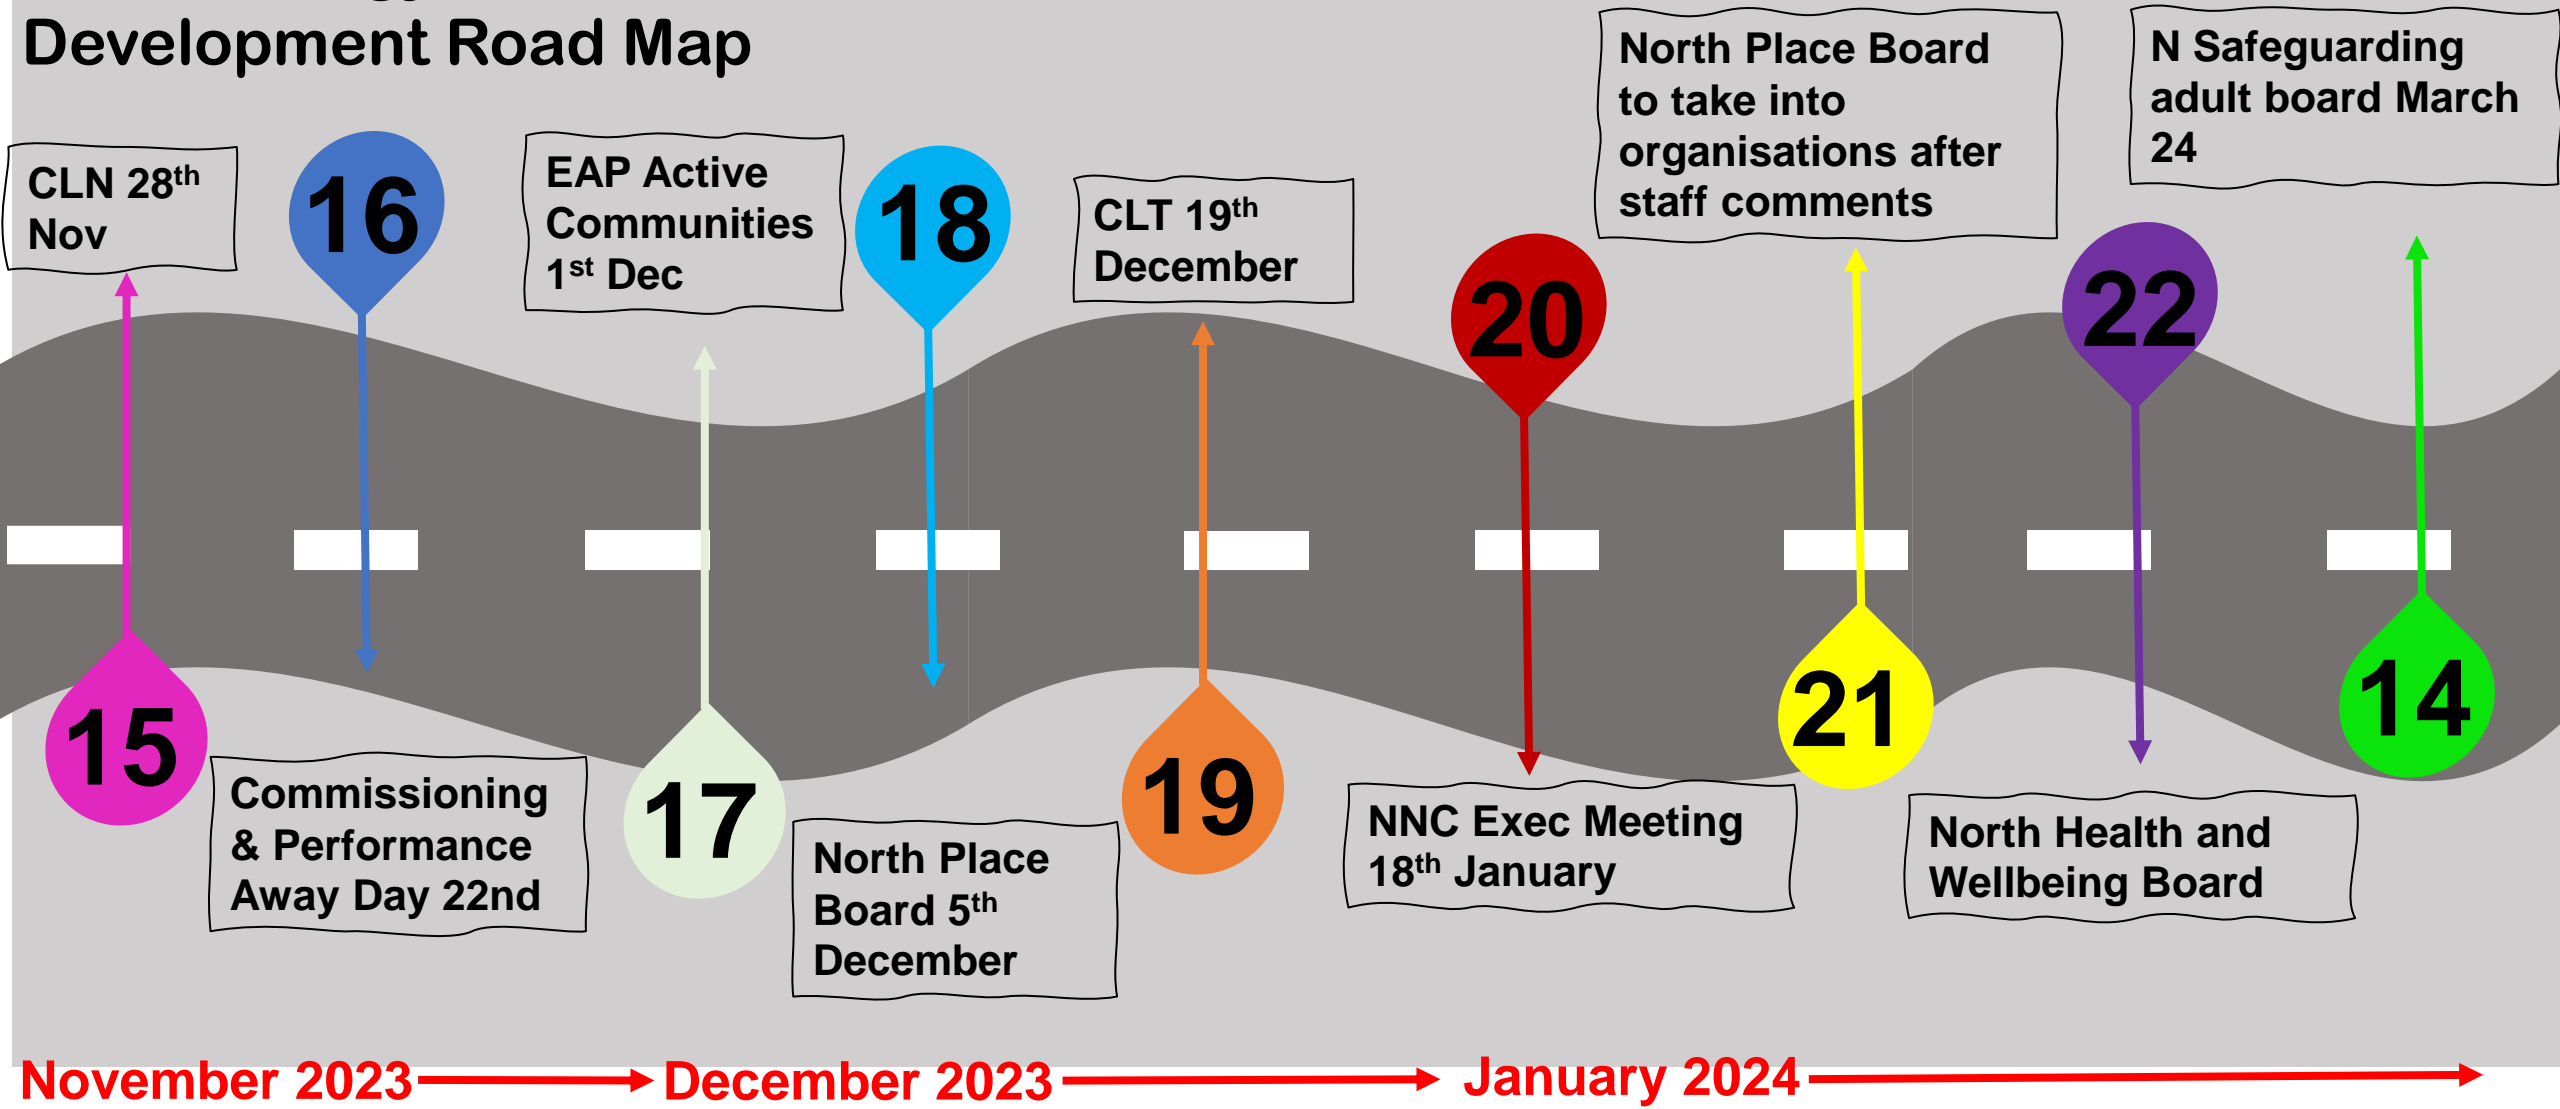 Development Road Map
CLN 28th
Nov
16
EAP Active
Communities
1st Dec
18
CLT 19th
December
20
North Place Board
to take into
organisations after
staff comments
22
N Safeguarding
adult board March
24
15
Commissioning
& Performance
Away Day 22nd
17
North Place
Board 5th
December
19
NNC Exec Meeting
18th January
21
North Health and
Wellbeing Board
14
November 2023
December 2023
January 2024